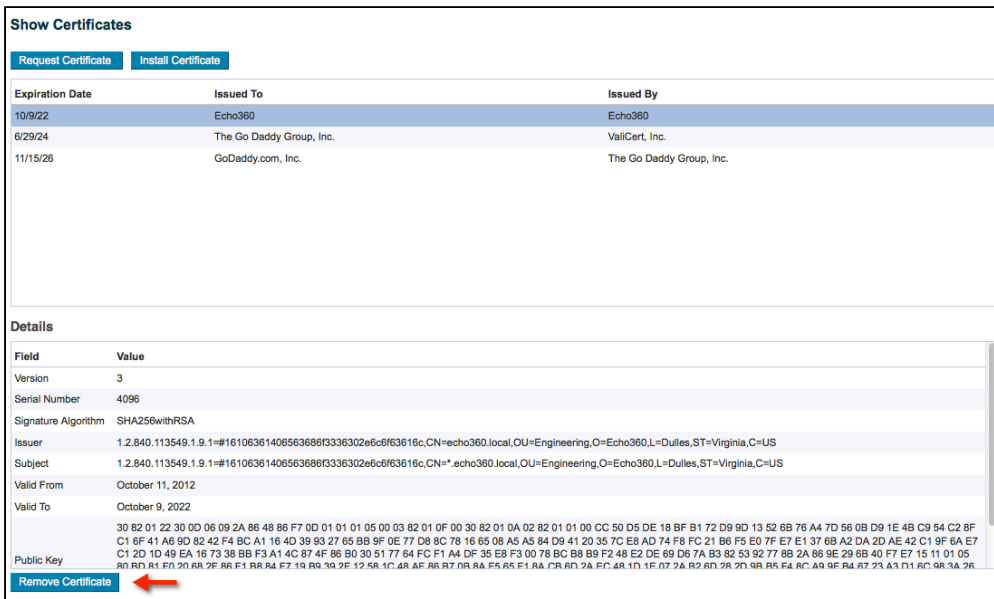 Show Certificates
Request Certificate Install Certificate
Expiration Date Issued To Issued By
10/9/22 Echo360 Echo360
6/29/24 The Go Daddy Group, Inc. ValiCert, Inc.
11/15/26 GoDaddy.com, Inc. The Go Daddy Group, Inc.
Details
Field Value
Version 3
Serial Number 4096
Signature Algorithm SHA256withRSA
Issuer 1.2.840.113549.1.9.1=#16106361406563686f3336302e6c6f63616c,CN=echo360.local,OU=Engineering,O=Echo360,L=Dulles,ST=Virginia,C=US
Subject 1.2.840.113549.1.9.1=#16106361406563686f3336302e6c6f63616c,CN=*.echo360.local,OU=Engineering,O=Echo360,L=Dulles,ST=Virginia,C=US
Valid From October 11, 2012
Valid To October 9, 2022
30 82 01 22 30 0D 06 09 2A 86 48 86 F7 0D 01 01 01 05 00 03 82 01 0F 00 30 82 01 0A 02 82 01 01 00 CC 50 D5 DE 18 BF B1 72 D9 9D 13 52 6B 76 A4 7D 56 0B D9 1E 4B C9 54 C2 8F
C1 6F 41 A6 9D 82 42 F4 BC A1 16 4D 39 93 27 65 BB 9F 0E 77 D8 8C 78 16 65 08 A5 A5 84 D9 41 20 35 7C E8 AD 74 F8 FC 21 B6 F5 E0 7F E7 E1 37 6B A2 DA 2D AE 42 C1 9F 6A E7
C1 2D 1D 49 EA 16 73 38 BB F3 A1 4C 87 4F 86 B0 30 51 77 64 FC F1 A4 DF 35 E8 F3 00 78 BC B8 B9 F2 48 E2 DE 69 D6 7A B3 82 53 92 77 8B 2A 86 9E 29 6B 40 F7 E7 15 11 01 05
Public Key
Remove Certificate